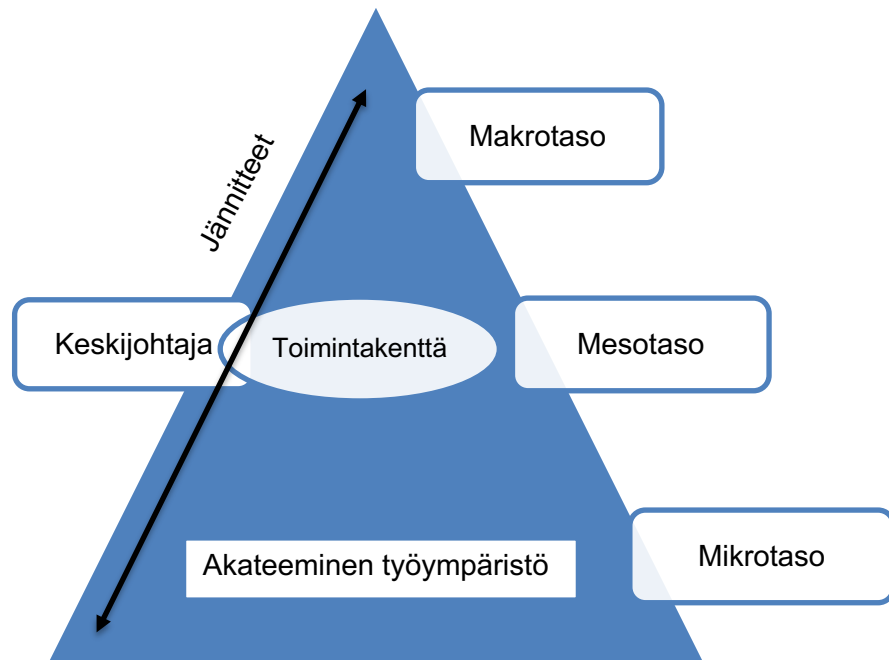 Makrotaso
Jännitteet
Keskijohtaja
Toimintakenttä
Mesotaso
Akateeminen työympäristö
Mikrotaso